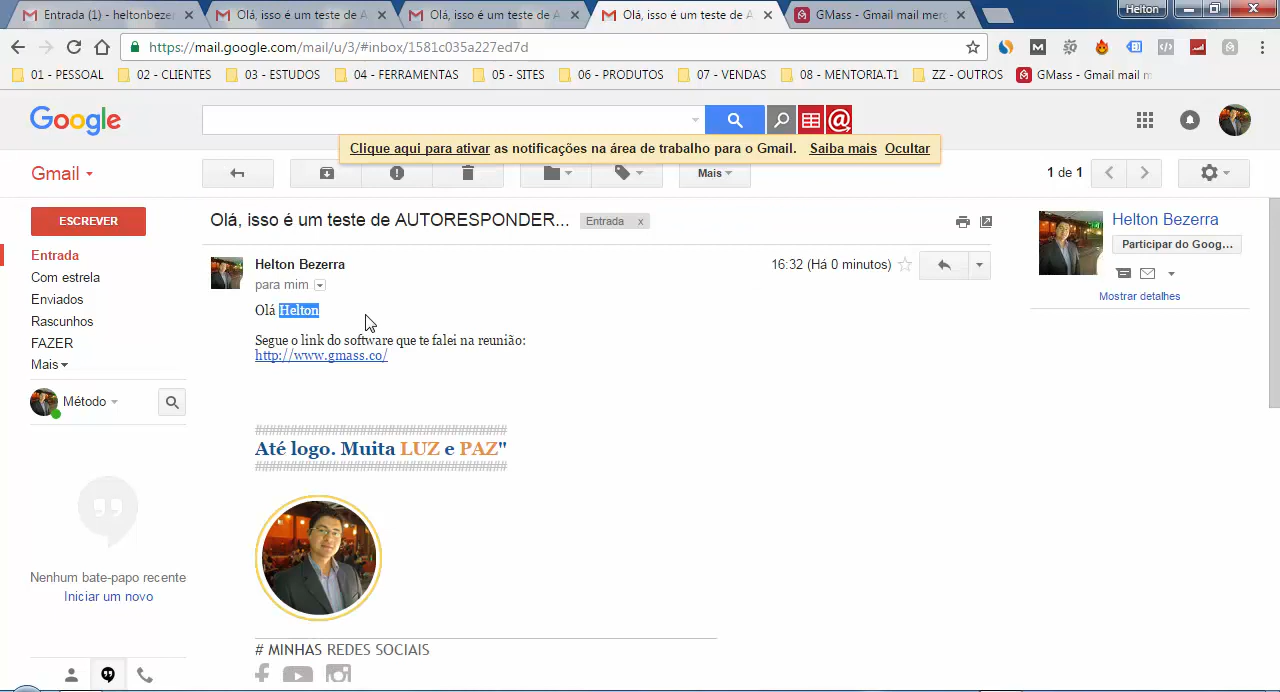 Entrada (1) - heltonbezer
Olá, isso é um teste de A
Olá, isso é um teste de A
Olá, isso é um teste de A
GMass - Gmail mail merg
Helton
https://mail.google.com/mail/u/3/#inbox/1581c035a227ed7d
01 - PESSOAL
02 - CLIENTES
03 - ESTUDOS
04 - FERRAMENTAS
05 - SITES
06 - PRODUTOS
07 - VENDAS
08 - MENTORIA.T1
ZZ - OUTROS
GMass - Gmail mail m
Google
Clique aqui para ativar as notificações na área de trabalho para o Gmail. Saiba mais Ocultar
Gmail
Mais
1 de 1
ESCREVER
Olá, isso é um teste de AUTORESPONDER...
Entrada x
Helton Bezerra
Participar do Goog...
Mostrar detalhes
Entrada
Com estrela
Enviados
Rascunhos
FAZER
Mais
Método
Nenhum bate-papo recente
Iniciar um novo
Helton Bezerra
16:32 (Há 0 minutos)
para mim
Olá Helton
Segue o link do software que te falei na reunião:
http://www.gmass.co/
####################################
Até logo. Muita LUZ e PAZ"
####################################
# MINHAS REDES SOCIAIS